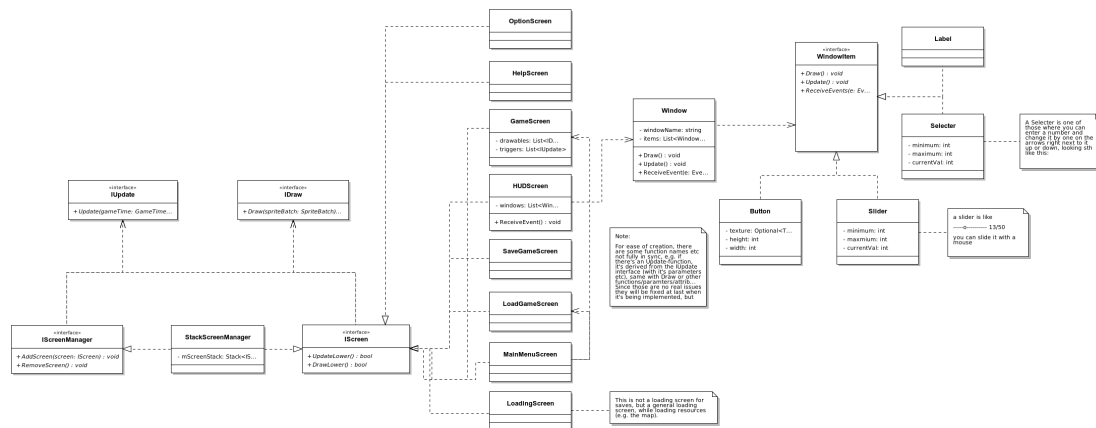 OptionScreen
HelpScreen
GameScreen
- drawables: List<ID...
- triggers: List<IUpdate>
HUDScreen
- windows: List<Win...
+ ReceiveEvent() : void
SaveGameScreen
LoadGameScreen
MainMenuScreen
LoadingScreen
«interface»
IUpdate
+ Update(gameTime: GameTime...
«interface»
IDraw
+ Draw(spriteBatch: SpriteBatch)...
«interface»
IScreenManager
+ AddScreen(screen: IScreen) : void
+ RemoveScreen() : void
StackScreenManager
- mScreenStack: Stack<IS...
«interface»
IScreen
+ UpdateLower() : bool
+ DrawLower() : bool
Window
- windowName: string
- items: List<Window...
+ Draw() : void
+ Update() : void
+ ReceiveEvent(e: Eve...
«interface»
WindowItem
+ Draw() : void
+ Update() : void
+ ReceiveEvents(e: Ev...
Label
Selecter
- minimum: int
- maximum: int
- currentVal: int
A Selecter is one of
those where you can
enter a number and
change it by one on the
arrows right next to it
up or down, looking sth
like this:
Button
- texture: Optional<T...
- height: int
- width: int
Slider
- minimum: int
- maxmium: int
- currentVal: int
a slider is like
13/50
you can slide it with a
mouse
Note:
For ease of creation, there
are some function names etc
not fully in sync, e.g. if
there's an Update-function,
it's derived from the IUpdate
interface (with it's parameters
etc), same with Draw or other
functions/paramters/attrib...
Since those are no real issues
they will be fixed at last when
it's being implemented, but
This is not a loading screen for
saves, but a general loading
screen, while loading resources
(e.g. the map).